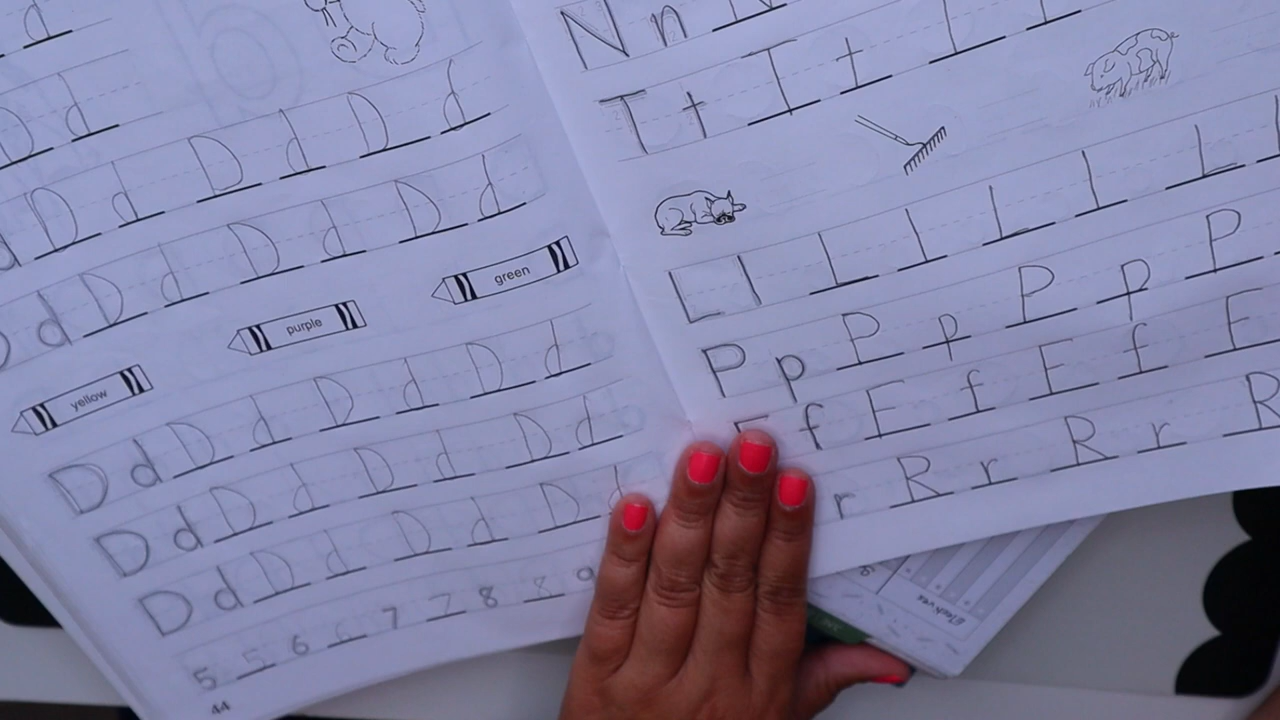 d
D d
D d D d D d
D d D d D d D d
yellow purple green
D d D d D d D d
D d D d D d D d
D d D d D d D d
5 5 6 6 7 7 8 8 9
44
N n N
T t T t T
L l L l L l L l
P p P p P p P
F f F f F f F
r R r R r R